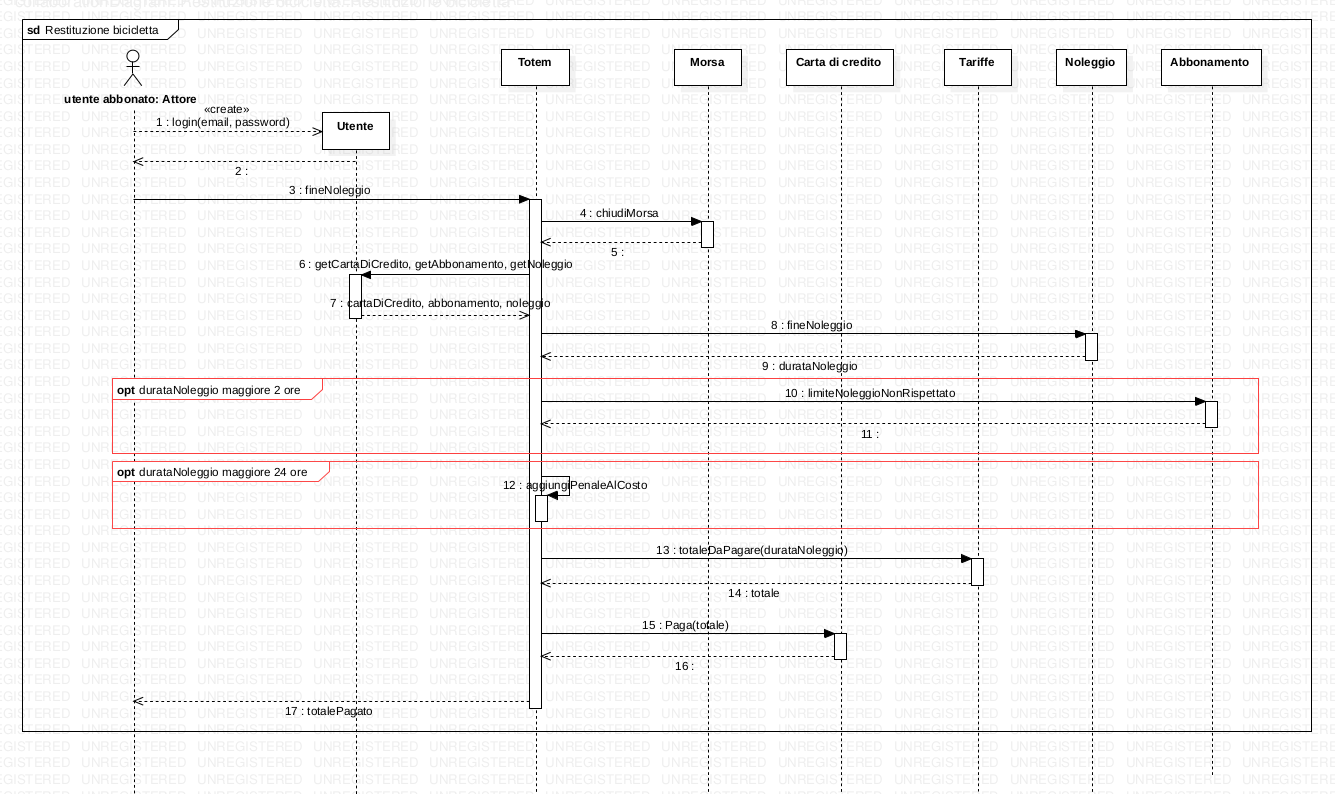 sd Restituzione bicicletta
Totem
Morsa
Carta di credito
Tariffe
Noleggio
Abbonamento
utente abbonato: Attore
«create»
1 : login(email, password)
Utente
2 :
3 : fineNoleggio
4 : chiudiMorsa
5 :
6 : getCartaDiCredito, getAbbonamento, getNoleggio
7 : cartaDiCredito, abbonamento, noleggio
8 : fineNoleggio
9 : durataNoleggio
opt durataNoleggio maggiore 2 ore
10 : limiteNoleggioNonRispettato
11 :
opt durataNoleggio maggiore 24 ore
12 : aggiungiPenaleAlCosto
13 : totaleDaPagare(durataNoleggio)
14 : totale
15 : Paga(totale)
16 :
17 : totalePagato
UNREGISTERED